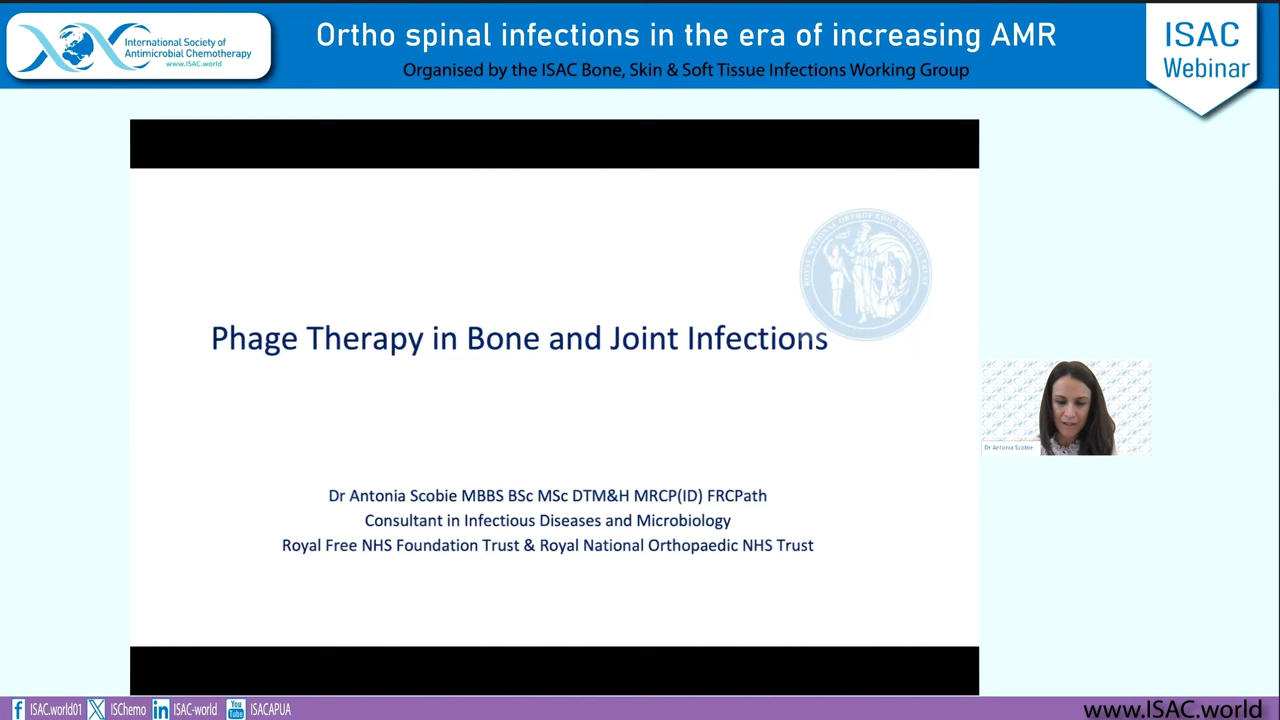 International Society of
Antimicrobial Chemotherapy
www.ISAC.world
Ortho spinal infections in the era of increasing AMR
Organised by the ISAC Bone, Skin & Soft Tissue Infections Working Group
ISAC
Webinar
Phage Therapy in Bone and Joint Infections
Dr Antonia Scobie MBBS BSc MSc DTM&H MRCP(ID) FRCPath
Consultant in Infectious Diseases and Microbiology
Royal Free NHS Foundation Trust & Royal National Orthopaedic NHS Trust
Dr Antonia Scobie
f ISAC.world01 X ISChemo in ISAC-world You Tube ISACAPUA
www.ISAC.world